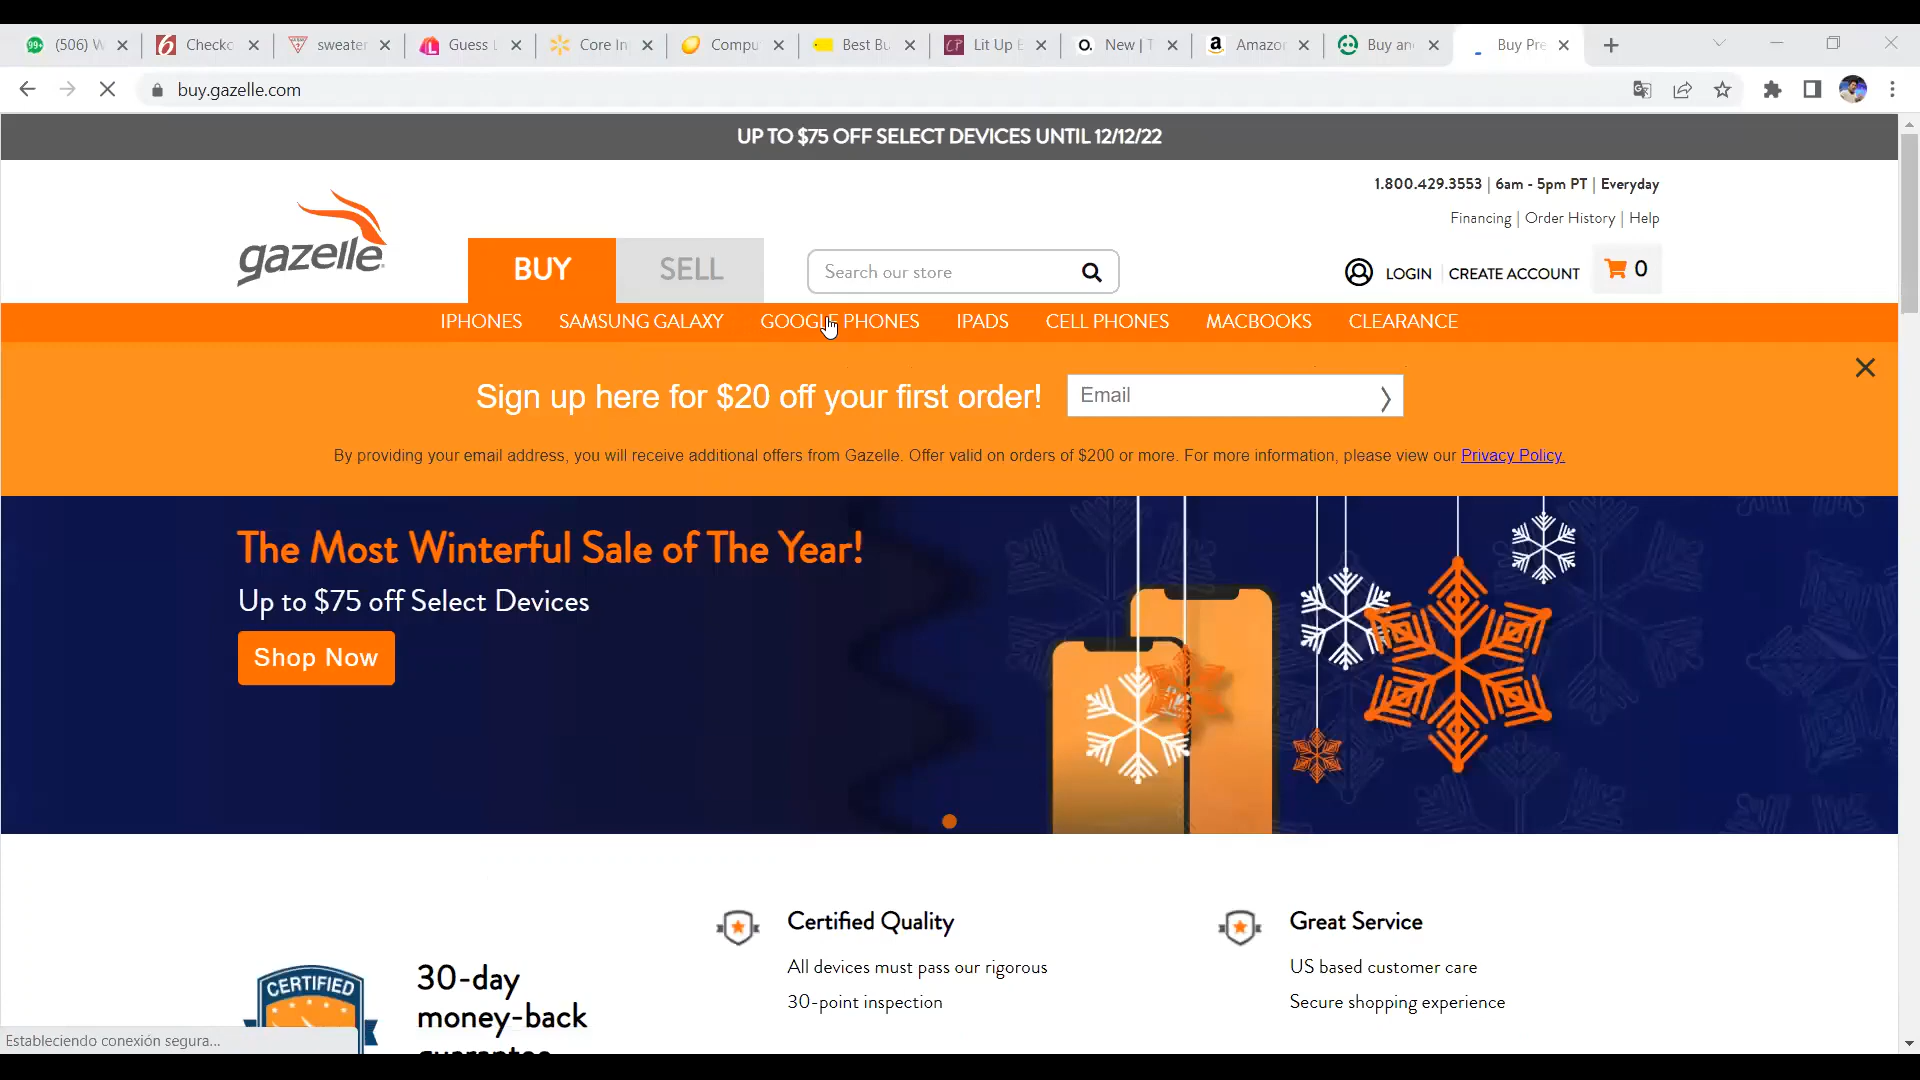 (506) W
Checko
sweater
Guess L
Core In
Compu
Best Bu
Lit Up E
New | T
Amazon
Buy an
Buy Pre
buy.gazelle.com
UP TO $75 OFF SELECT DEVICES UNTIL 12/12/22
1.800.429.3553 | 6am - 5pm PT | Everyday
Financing | Order History | Help
gazelle
BUY
SELL
Search our store
LOGIN
CREATE ACCOUNT
0
IPHONES
SAMSUNG GALAXY
GOOGLE PHONES
IPADS
CELL PHONES
MACBOOKS
CLEARANCE
Sign up here for $20 off your first order!
Email
By providing your email address, you will receive additional offers from Gazelle. Offer valid on orders of $200 or more. For more information, please view our Privacy Policy.
The Most Winterful Sale of The Year!
Up to $75 off Select Devices
Shop Now
CERTIFIED
30-day
money-back
guarantee
Certified Quality
All devices must pass our rigorous
30-point inspection
Great Service
US based customer care
Secure shopping experience
Estableciendo conexión segura...